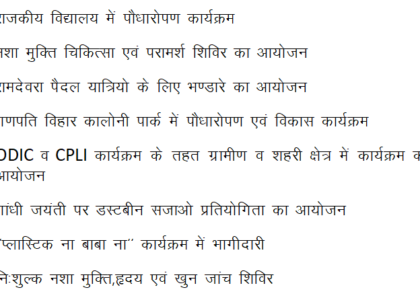 राजकीय विद्यालय में पौधारोपण कार्यक्रम
नशा मुक्ति चिकित्सा एवं परामर्श शिविर का आयोजन
रामदेवरा पैदल यात्रियो के लिए भण्डारे का आयोजन
गणपति विहार कालोनी पार्क में पौधारोपण एवं विकास कार्यक्रम
ODIC व CPLI कार्यक्रम के तहत ग्रामीण व शहरी क्षेत्र में कार्यक्रम का
आयोजन
गांधी जयंती पर डस्टबीन सजाओ प्रतियोगिता का आयोजन
"प्लास्टिक ना बाबा ना" कार्यक्रम में भागीदारी
निःशुल्क नशा मुक्ति,हृदय एवं खुन जांच शिविर